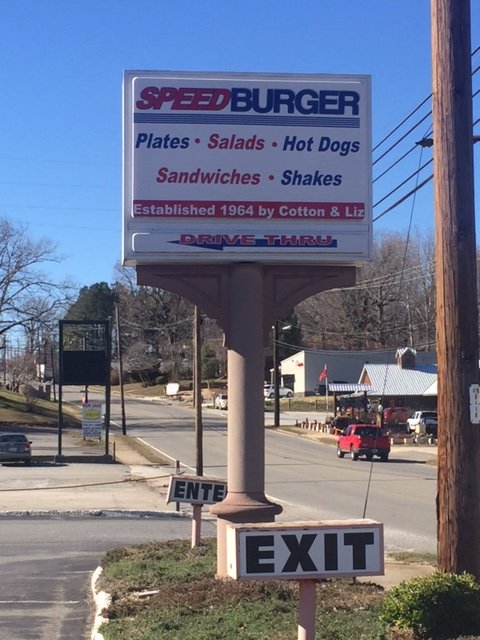 SPEEDBURGER
Plates • Salads • Hot Dogs
Sandwiches • Shakes
Established 1964 by Cotton & Liz
DRIVE THRU
ENTE
EXIT